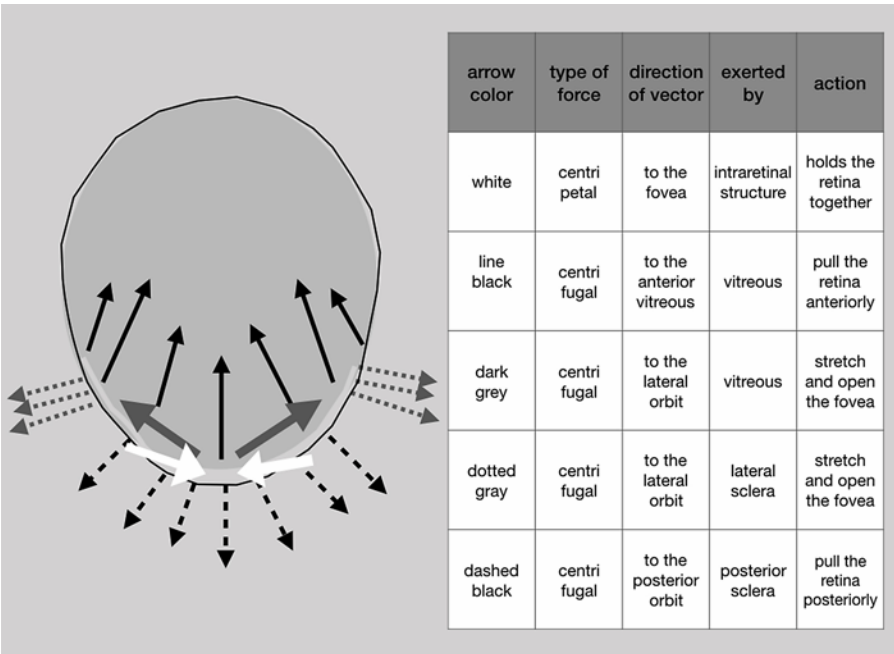 arrow color
type of force
direction of vector
exerted by
action
white
centri petal
to the fovea
intraretinal structure
holds the retina together
line black
centri fugal
to the anterior vitreous
vitreous
pull the retina anteriorly
dark grey
centri fugal
to the lateral orbit
vitreous
stretch and open the fovea
dotted gray
centri fugal
to the lateral orbit
lateral sclera
stretch and open the fovea
dashed black
centri fugal
to the posterior orbit
posterior sclera
pull the retina posteriorly